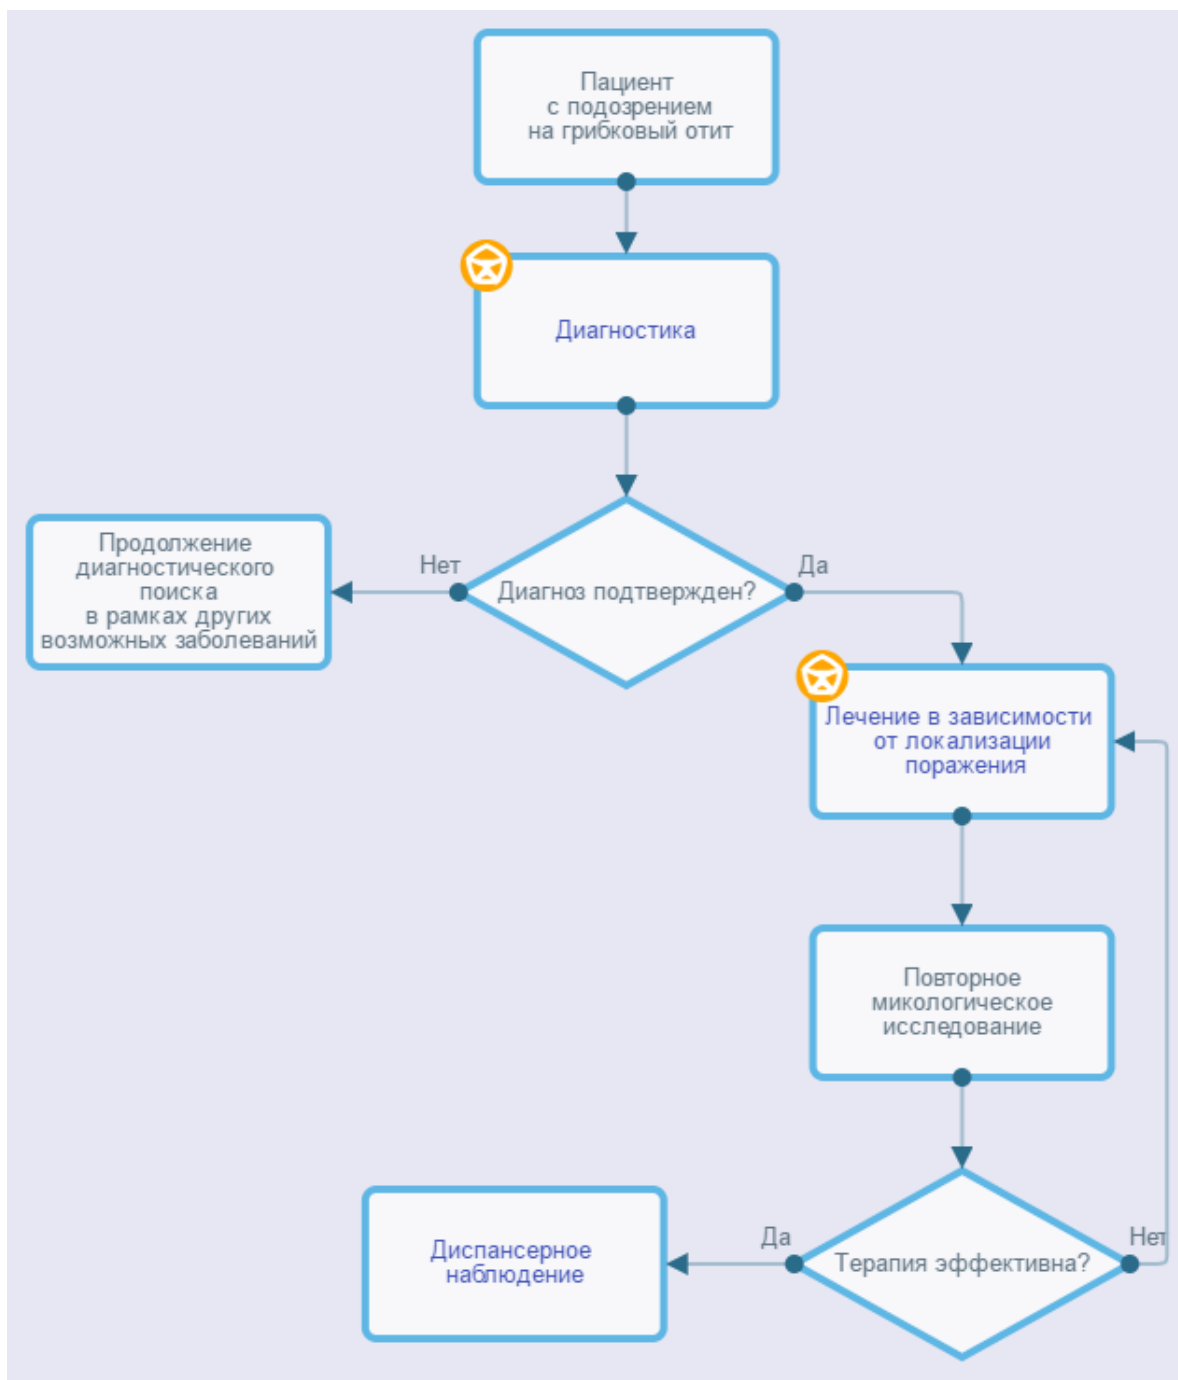 Пациент
с подозрением
на грибковый отит
Диагностика
Нет
Диагноз подтвержден?
Да
Продолжение
диагностического
поиска
в рамках других
возможных заболеваний
Лечение в зависимости
от локализации
поражения
Повторное
микологическое
исследование
Да
Терапия эффективна?
Нет
Диспансерное
наблюдение